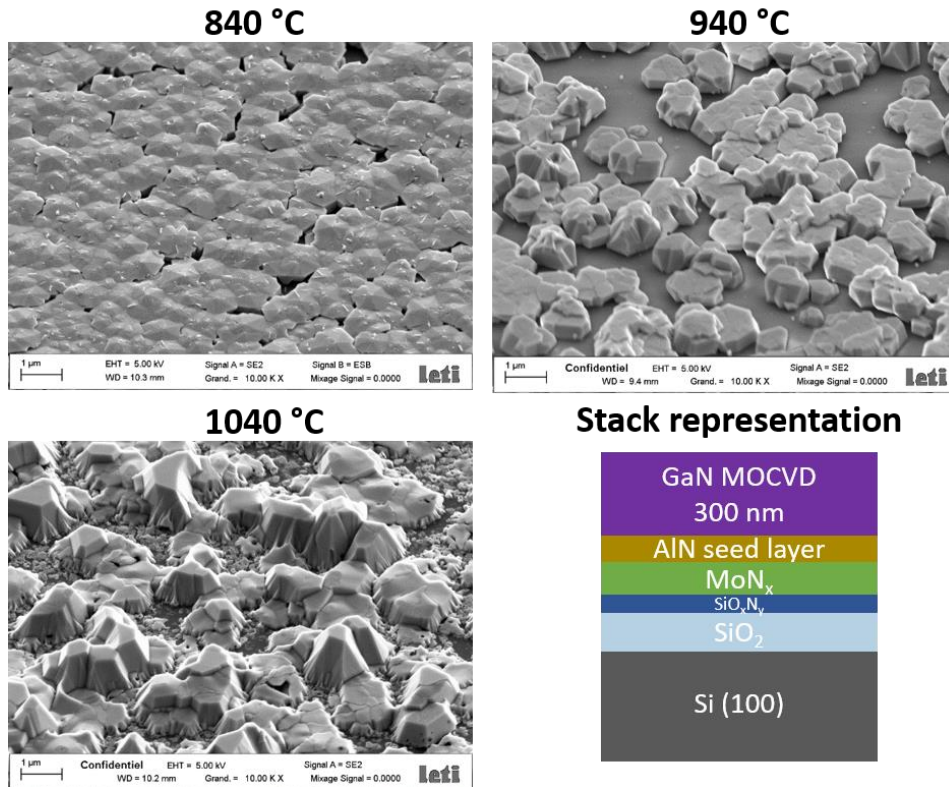 840 °C
1 µm
EHT = 5.00 kV
Signal A = SE2
Signal B = ESB
WD = 10.3 mm
Grand. = 10.00 K X
Mixage Signal = 0.0000
leti
940 °C
1 µm
Confidentiel
EHT = 5.00 kV
Signal A = SE2
WD = 9.4 mm
Grand. = 10.00 K X
Mixage Signal = 0.0000
leti
1040 °C
1 µm
Confidentiel
EHT = 5.00 kV
Signal A = SE2
WD = 10.2 mm
Grand. = 10.00 K X
Mixage Signal = 0.0000
leti
Stack representation
GaN MOCVD
300 nm
AlN seed layer
MoNₓ
SiOₓNᵧ
SiO₂
Si (100)